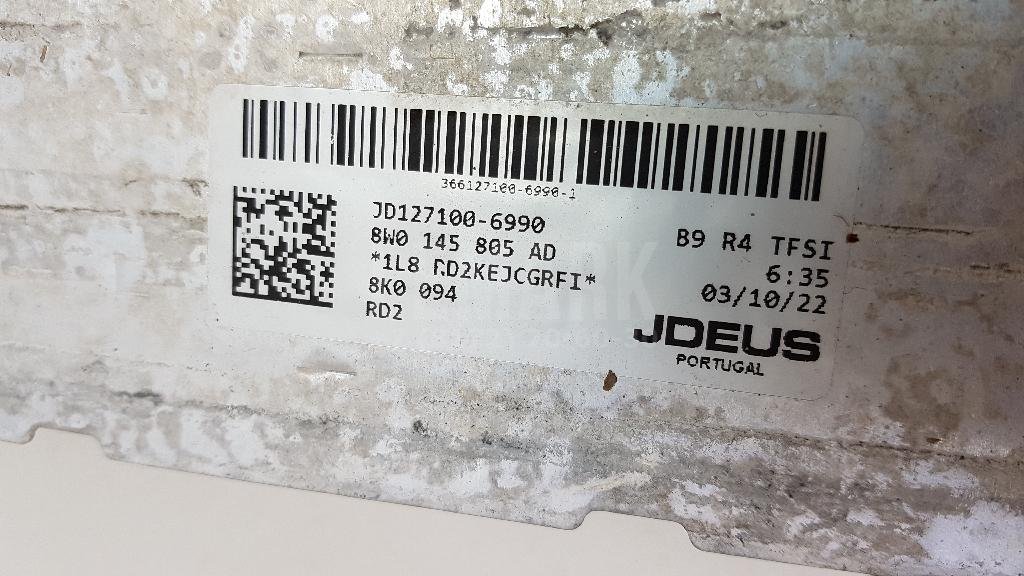 366127100-6990-1
JD127100-6990
8W0 145 805 AD
*1L8 RD2KEJCGRFI*
8K0 094
RD2
B9 R4 TFSI
6:35
03/10/22
JDEUS
PORTUGAL